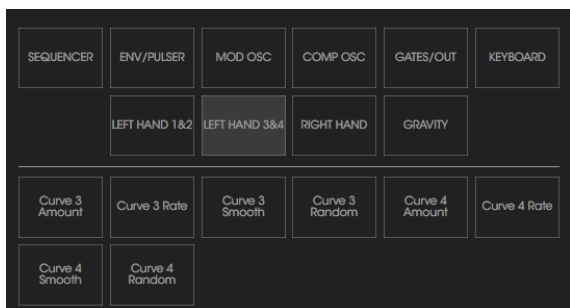 SEQUENCER
ENV/PULSER
MOD OSC
COMP OSC
GATES/OUT
KEYBOARD
LEFT HAND 1&2
LEFT HAND 3&4
RIGHT HAND
GRAVITY
Curve 3
Amount
Curve 3 Rate
Curve 3
Smooth
Curve 3
Random
Curve 4
Amount
Curve 4 Rate
Curve 4
Smooth
Curve 4
Random